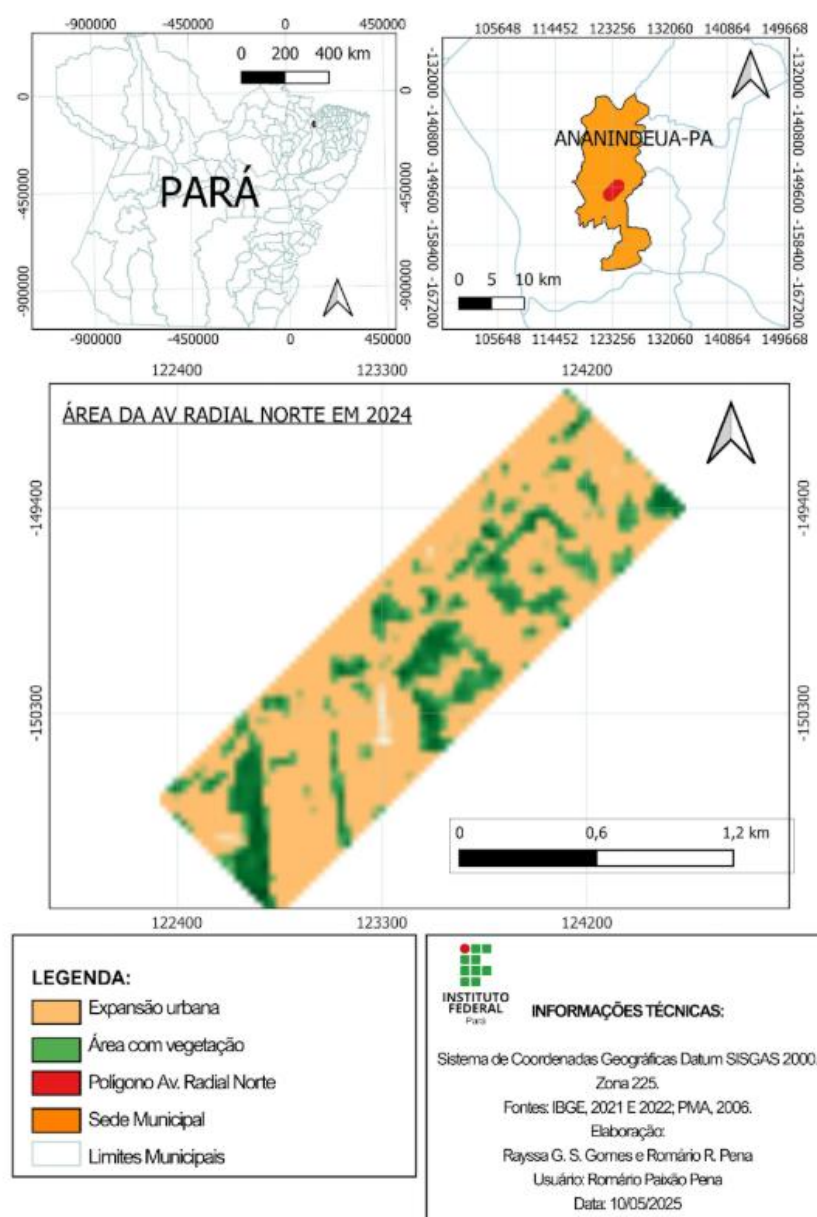 -900000 -450000 0 450000
0 200 400 km
0
0
PARÁ
-450000
-450000
-900000
-900000
-900000 -450000 0 450000
105648 114452 123256 132060 140864 149668
-132000
-132000
ANANINDEUA-PA
-140800
-140800
-149600
-149600
-158400
-158400
0 5 10 km
-167200
-167200
105648 114452 123256 132060 140864 149668
122400 123300 124200
ÁREA DA AV RADIAL NORTE EM 2024
-149400
-149400
-150300
-150300
0 0,6 1,2 km
122400 123300 124200
LEGENDA:
Expansão urbana
Área com vegetação
Polígono Av. Radial Norte
Sede Municipal
Limites Municipais
INSTITUTO
FEDERAL
Pará
INFORMAÇÕES TÉCNICAS:
Sistema de Coordenadas Geográficas Datum SISGAS 2000.
Zona 225.
Fontes: IBGE, 2021 E 2022; PMA, 2006.
Elaboração:
Rayssa G. S. Gomes e Romário R. Pena
Usuário: Romário Paixão Pena
Data: 10/05/2025